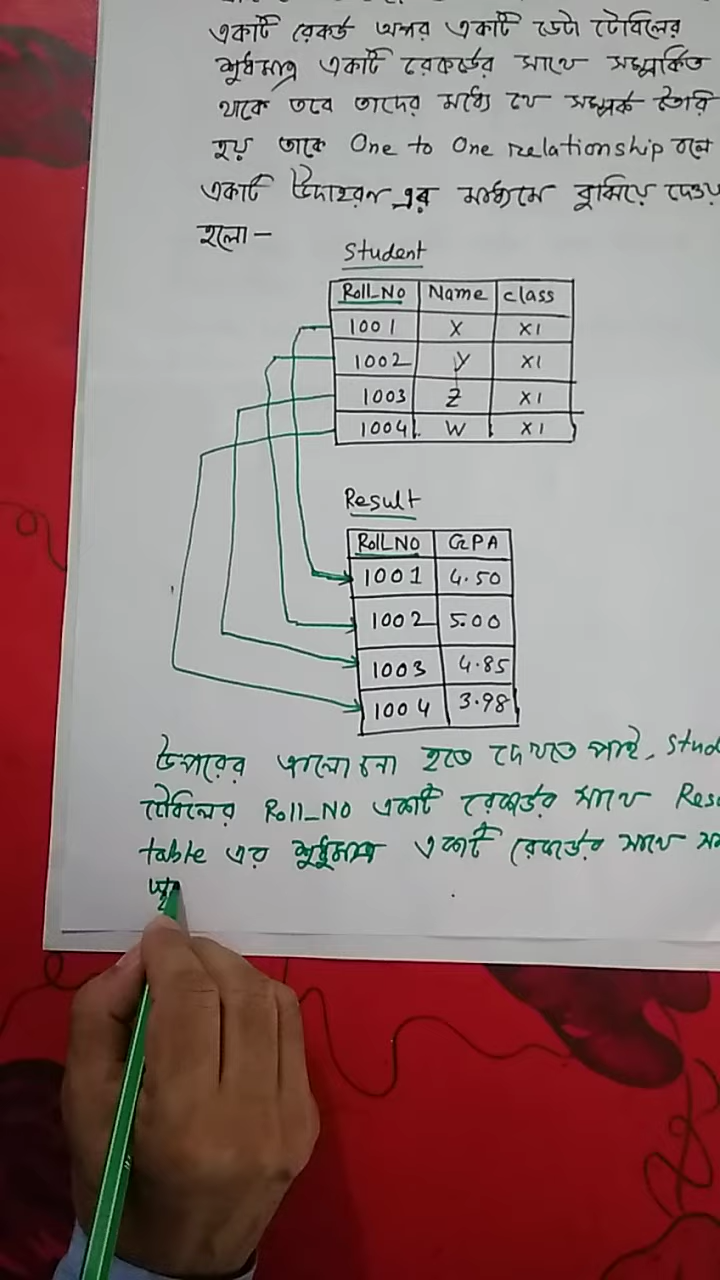 একটি রেকর্ড অপর একটি ডেটা টেবিলের
শুধুমাত্র একটি রেকর্ডের সাথে সম্পর্কিত
থাকে তবে তাদের মধ্যে যে সম্পর্ক তৈরি
হয় তাকে One to One Relationship বলে
একটি উদাহরন এর মাধ্যমে বুঝিয়ে দেওয়
হলো –
Student
Roll_No Name class
1001 X XI
1002 Y XI
1003 Z XI
1004 W XI
Result
Roll_No GPA
1001 4.50
1002 5.00
1003 4.85
1004 3.98
উপরের আলোচনা হতে দেখতে পাই, Stud
টেবিলের Roll_No একটি রেকর্ডের সাথে Res
table এর শুধুমাত্র একটি রেকর্ডের সাথে